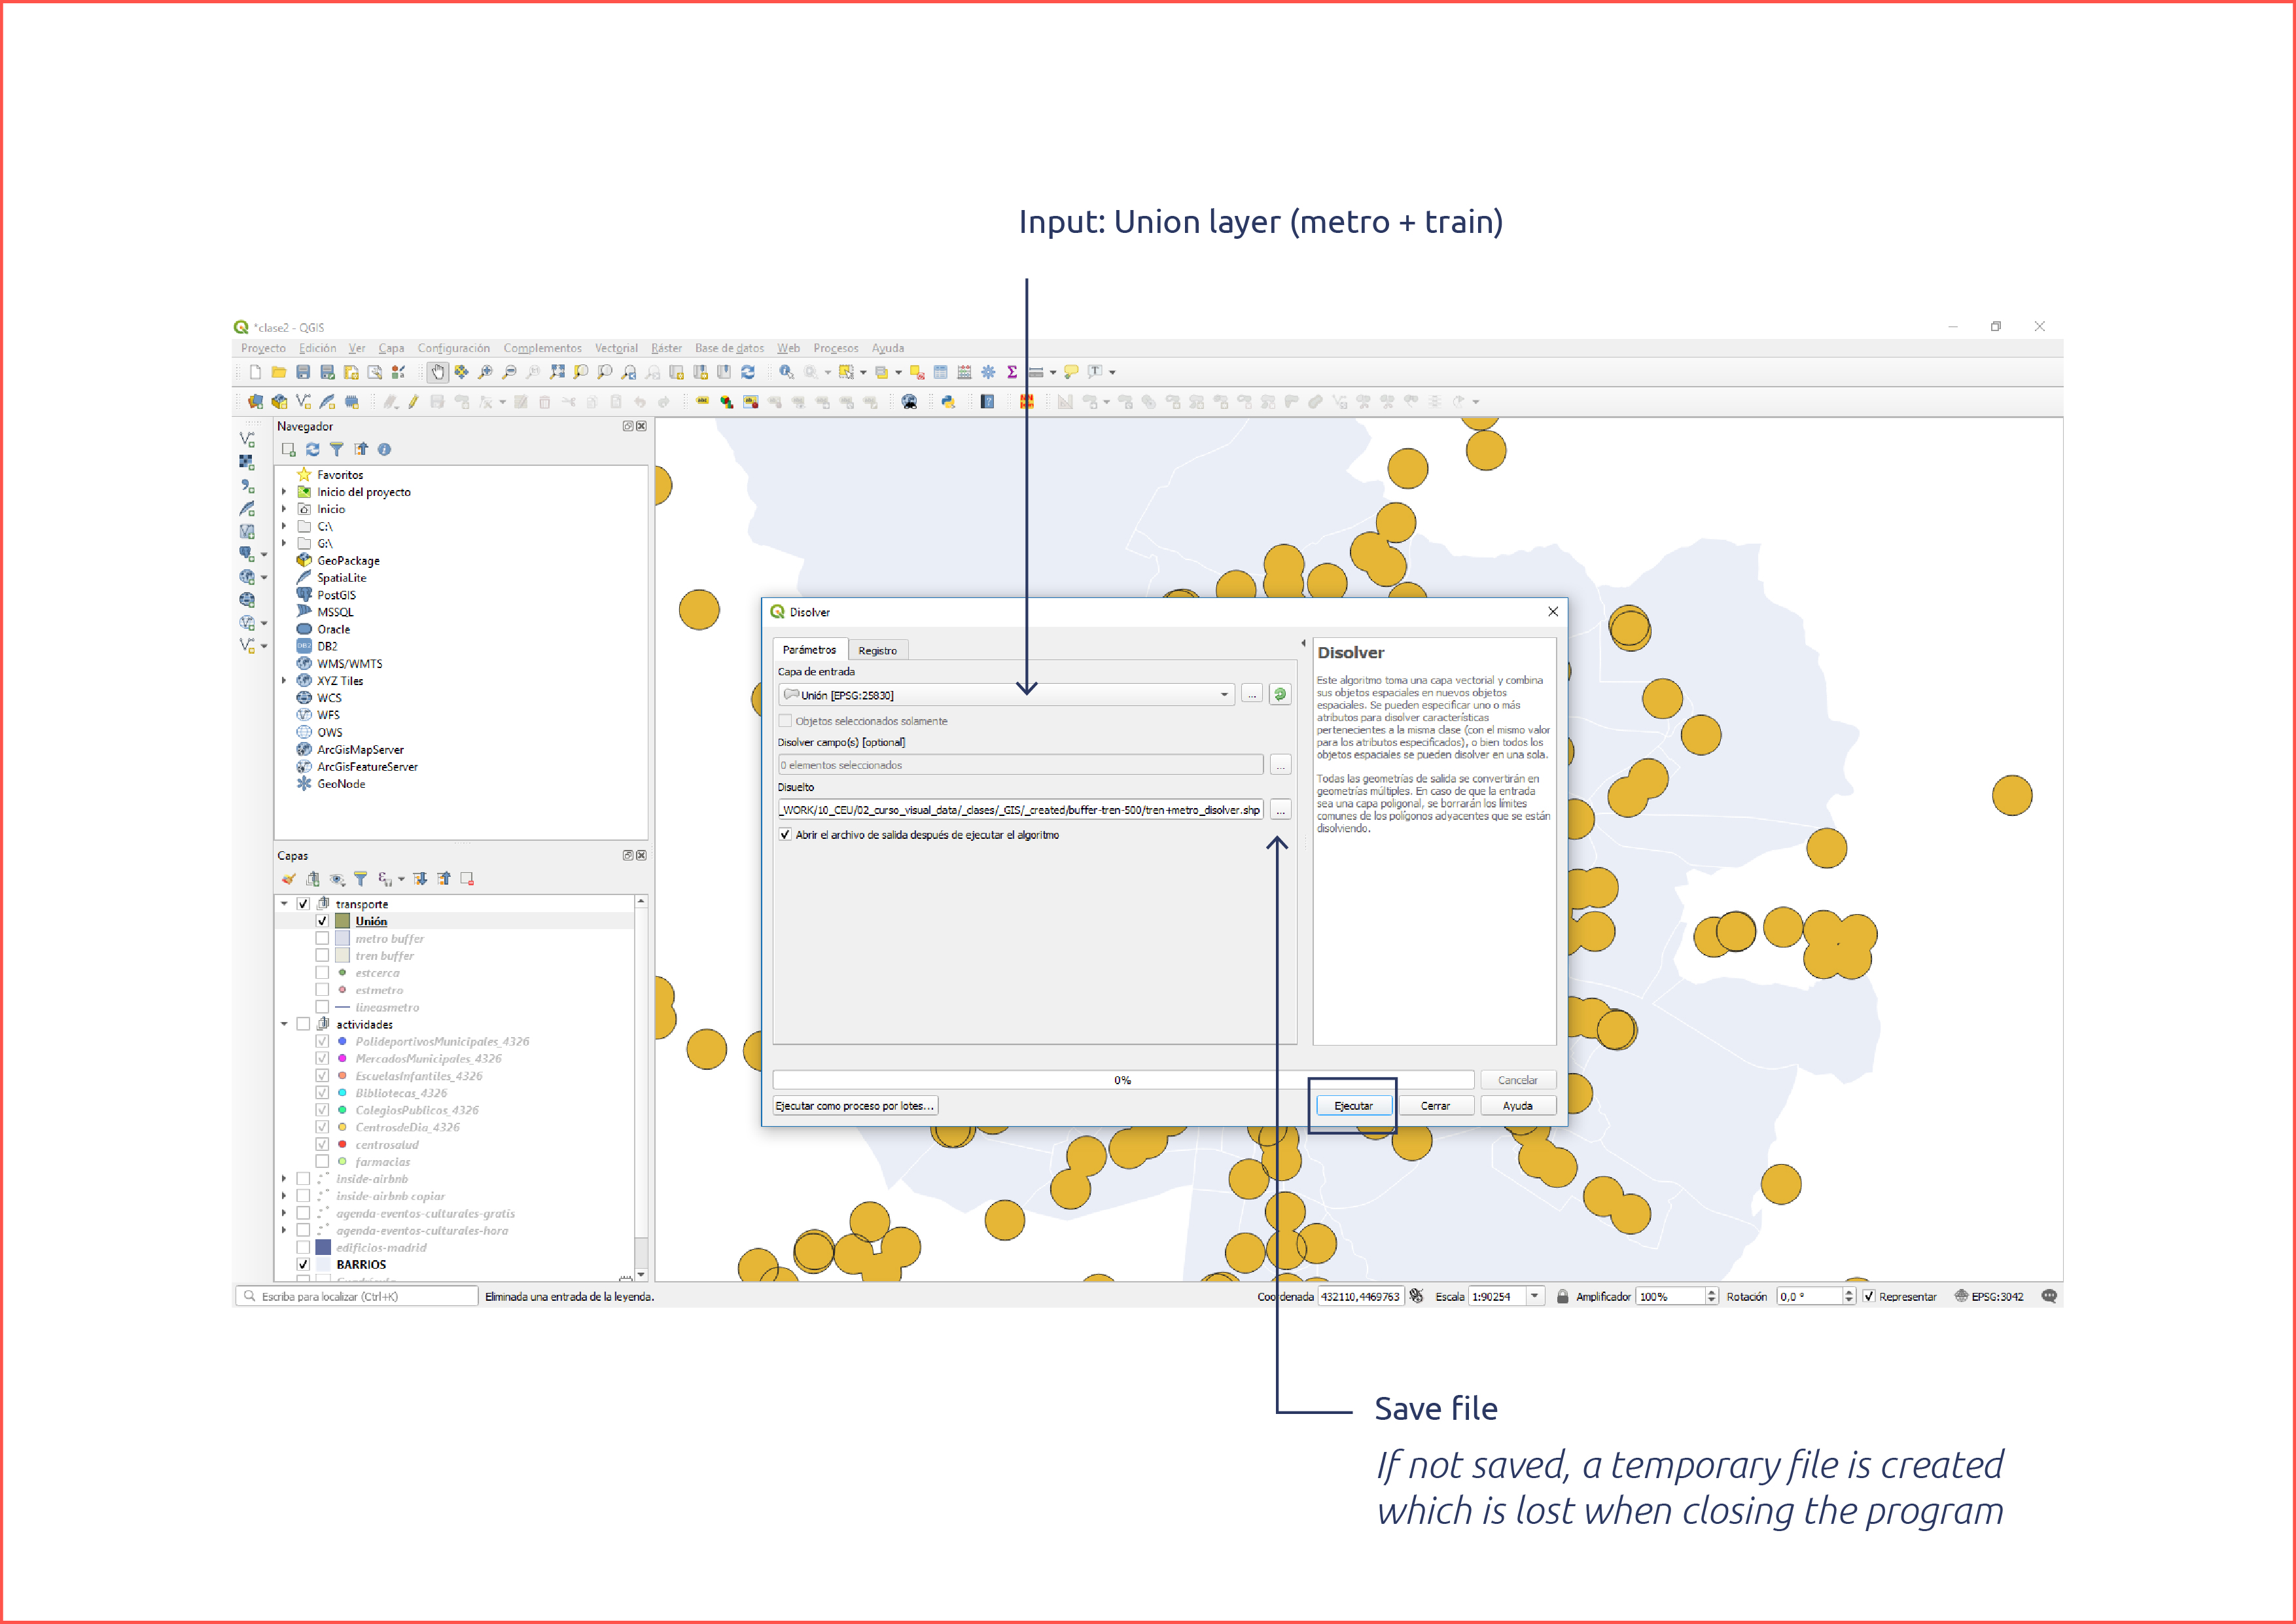 Input: Union layer (metro + train)
*clase2 - QGIS
Proyecto Edición Ver Capa Configuración Complementos Vectorial Ráster Base de datos Web Procesos Ayuda
Navegador
Favoritos
Inicio del proyecto
Inicio
C:\
G:\
GeoPackage
SpatiaLite
PostGIS
MSSQL
Oracle
DB2
WMS/WMTS
XYZ Tiles
WCS
WFS
OWS
ArcGisMapServer
ArcGisFeatureServer
GeoNode
Capas
transporte
Unión
metro buffer
tren buffer
estcerca
estmetro
lineasmetro
actividades
PolideportivosMunicipales_4326
MercadosMunicipales_4326
EscuelasInfantiles_4326
Bibliotecas_4326
ColegiosPublicos_4326
CentrosdeDia_4326
centrosalud
farmacias
inside-airbnb
inside-airbnb copiar
agenda-eventos-culturales-gratis
agenda-eventos-culturales-hora
edificios-madrid
BARRIOS
Disolver
Parámetros Registro
Capa de entrada
Unión [EPSG:25830]
...
Objetos seleccionados solamente
Disolver campo(s) [optional]
0 elementos seleccionados
...
Disuelto
_WORK/10_CEU/02_curso_visual_data/_clases/_GIS/_created/buffer-tren-500/tren+metro_disolver.shp
...
Abrir el archivo de salida después de ejecutar el algoritmo
Disolver
Este algoritmo toma una capa vectorial y combina
sus objetos espaciales en nuevos objetos
espaciales. Se pueden especificar uno o más
atributos para disolver características
pertenecientes a la misma clase (con el mismo valor
para los atributos especificados), o bien todos los
objetos espaciales se pueden disolver en una sola.
Todas las geometrías de salida se convertirán en
geometrías múltiples. En caso de que la entrada
sea una capa poligonal, se borrarán los límites
comunes de los polígonos adyacentes que se están
disolviendo.
0% Cancelar
Ejecutar como proceso por lotes... Ejecutar Cerrar Ayuda
Escriba para localizar (Ctrl+K) Eliminada una entrada de la leyenda. Coordenada 432110,4469763 Escala 1:90254 Amplificador 100% Rotación 0,0 ° Representar EPSG:3042
Save file
If not saved, a temporary file is created
which is lost when closing the program